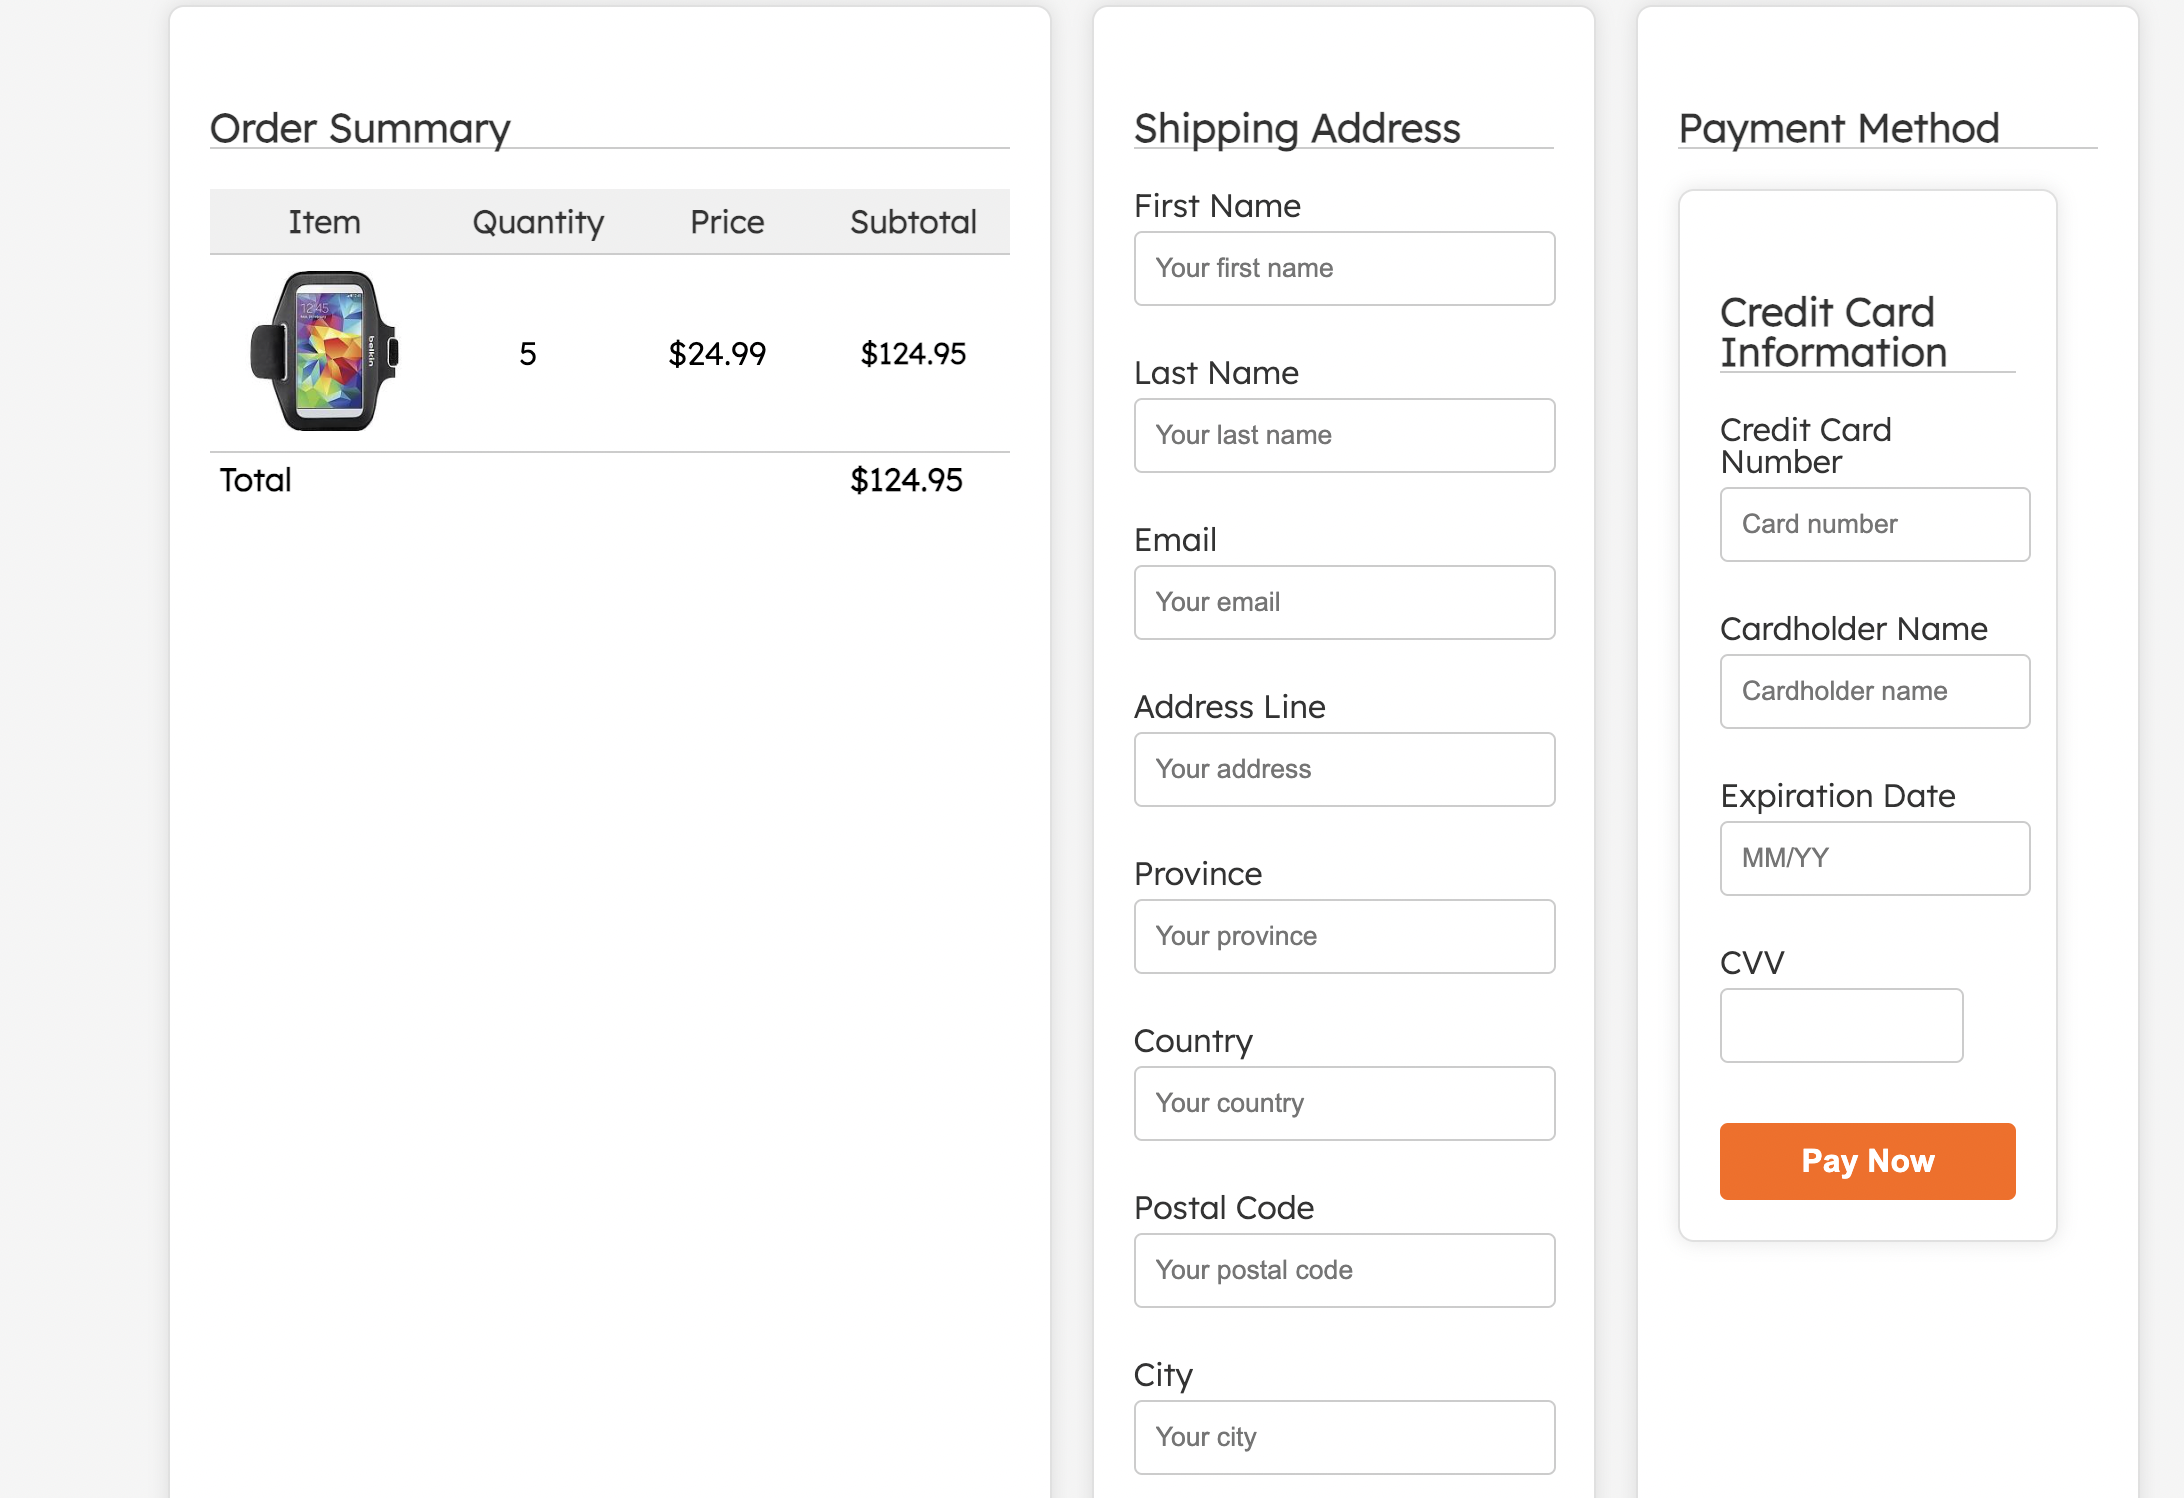 Order Summary
Item Quantity Price Subtotal
12:45
belkin
5 $24.99 $124.95
Total $124.95
Shipping Address
First Name
Your first name
Last Name
Your last name
Email
Your email
Address Line
Your address
Province
Your province
Country
Your country
Postal Code
Your postal code
City
Your city
Payment Method
Credit Card
Information
Credit Card
Number
Card number
Cardholder Name
Cardholder name
Expiration Date
MM/YY
CVV
Pay Now